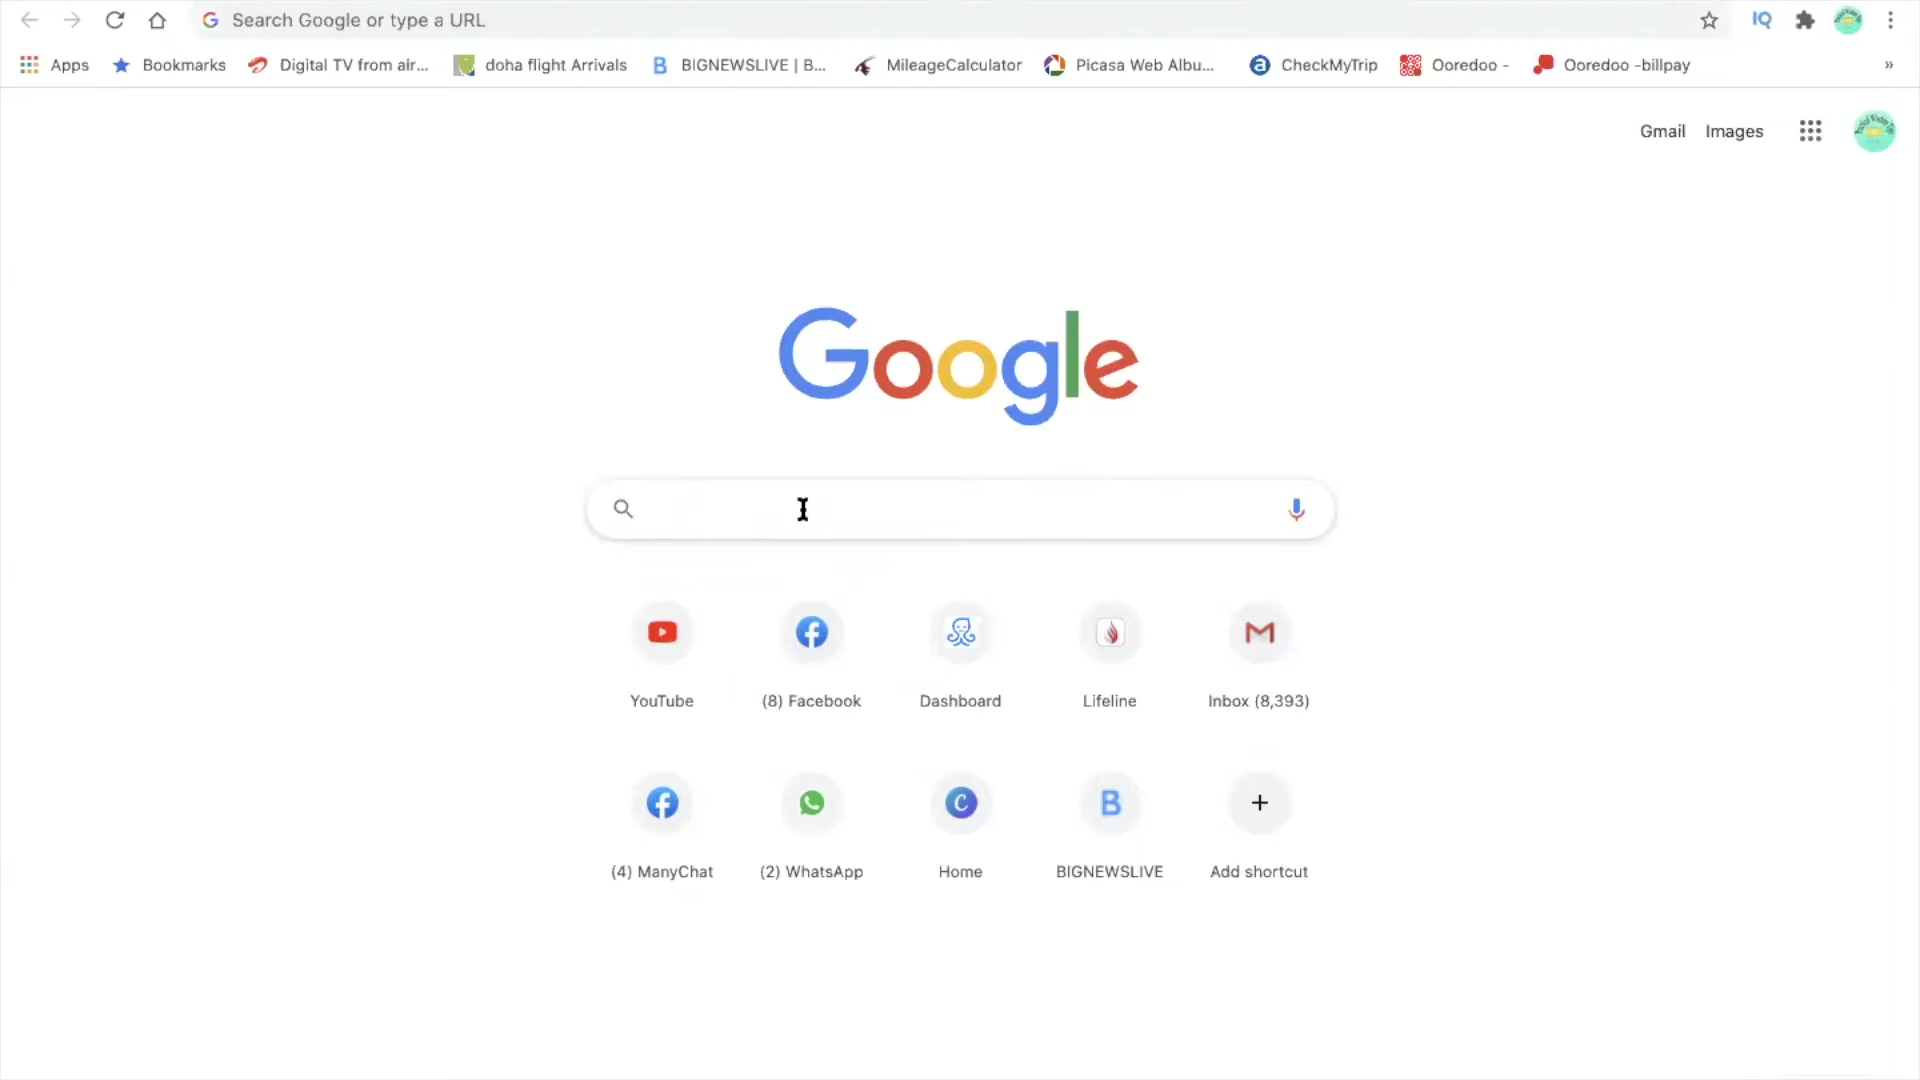 Search Google or type a URL
IQ
Apps Bookmarks Digital TV from air... doha flight Arrivals BIGNEWSLIVE | B... MileageCalculator Picasa Web Albu... CheckMyTrip Ooredoo - Ooredoo -billpay »
Gmail Images
Google
YouTube (8) Facebook Dashboard Lifeline Inbox (8,393)
(4) ManyChat (2) WhatsApp Home BIGNEWSLIVE Add shortcut